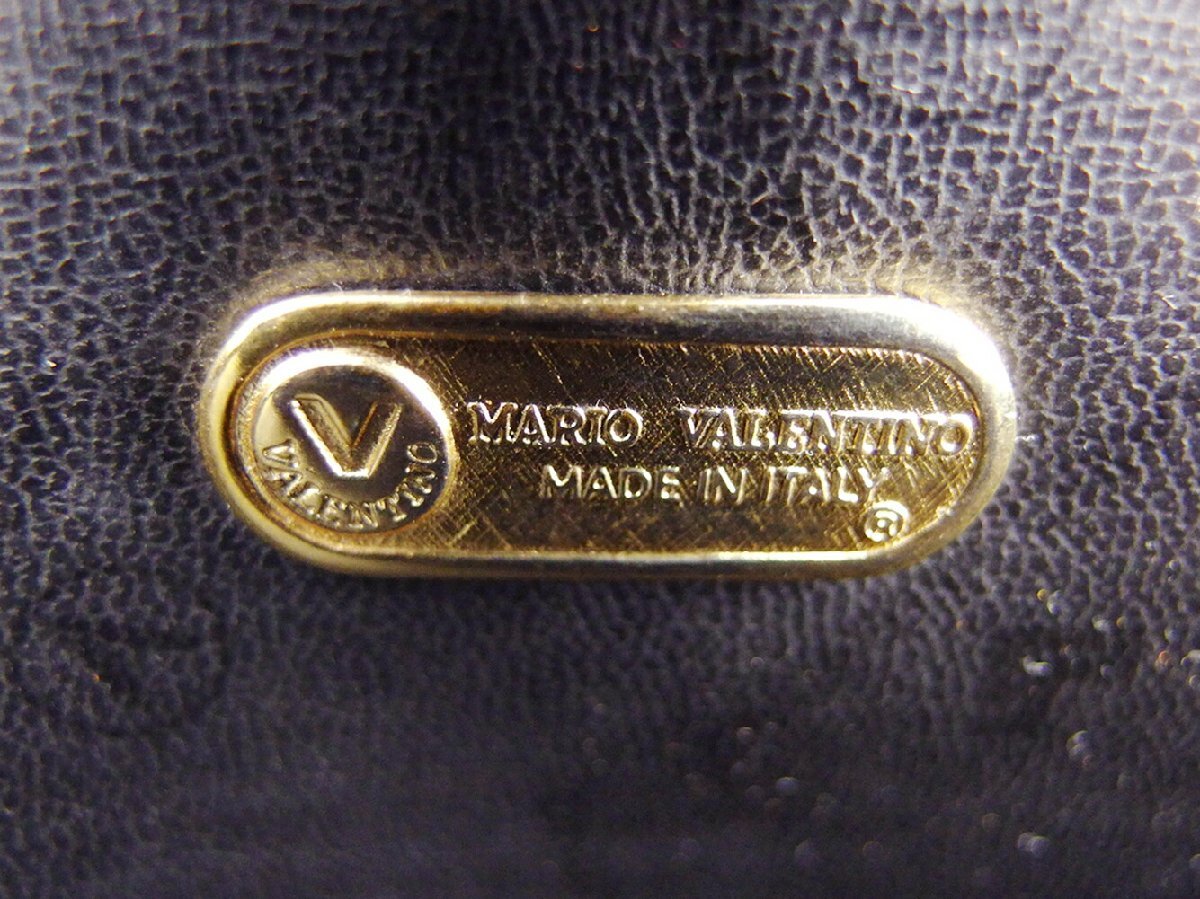 V
VALENTINO
MARIO VALENTINO
MADE IN ITALY
®